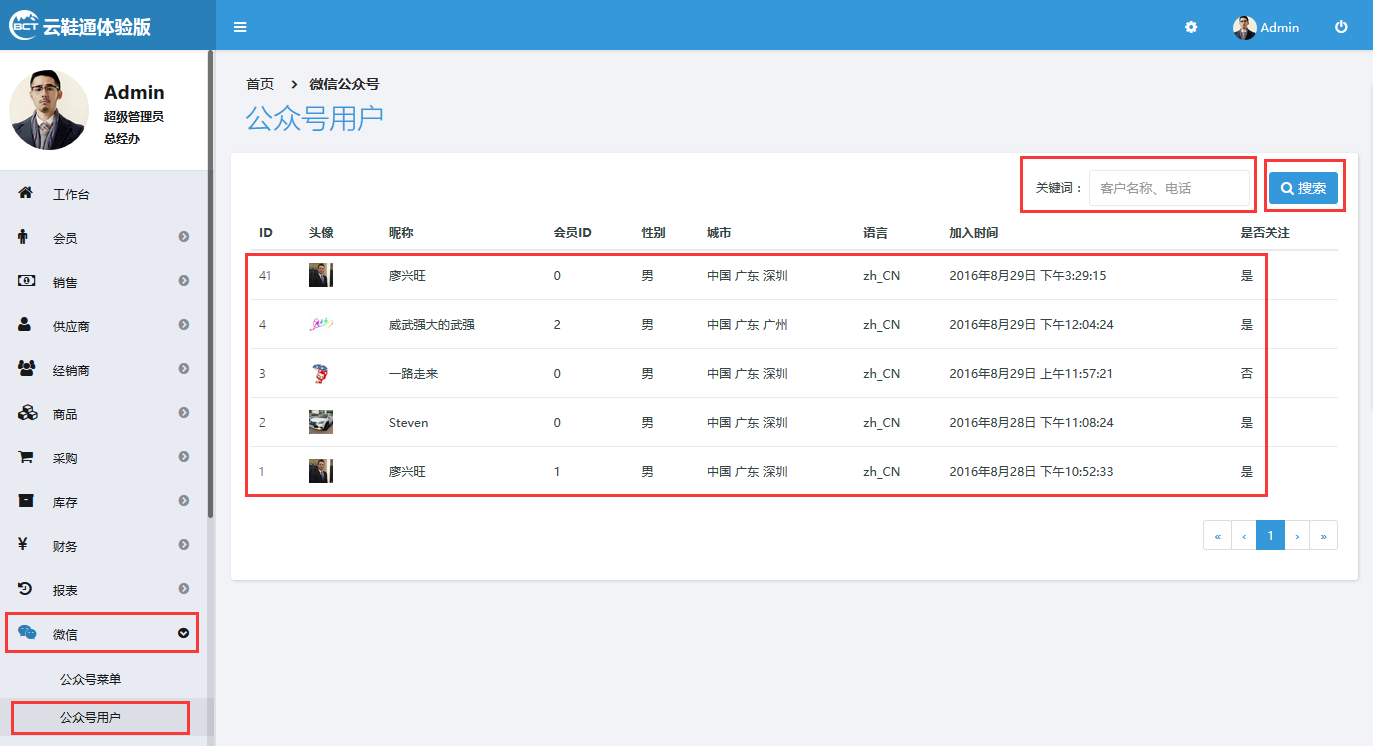 BCT 云鞋通体验版
Admin
Admin
超级管理员
总经办
工作台
会员
销售
供应商
经销商
商品
采购
库存
财务
报表
微信
公众号菜单
公众号用户
首页 > 微信公众号
公众号用户
关键词： 客户名称、电话 搜索
ID 头像 昵称 会员ID 性别 城市 语言 加入时间 是否关注
41 廖兴旺 0 男 中国 广东 深圳 zh_CN 2016年8月29日 下午3:29:15 是
4 威武强大的武强 2 男 中国 广东 广州 zh_CN 2016年8月29日 下午12:04:24 是
3 一路走来 0 男 中国 广东 深圳 zh_CN 2016年8月29日 上午11:57:21 否
2 Steven 0 男 中国 广东 深圳 zh_CN 2016年8月28日 下午11:08:24 是
1 廖兴旺 1 男 中国 广东 深圳 zh_CN 2016年8月28日 下午10:52:33 是
« ‹ 1 › »